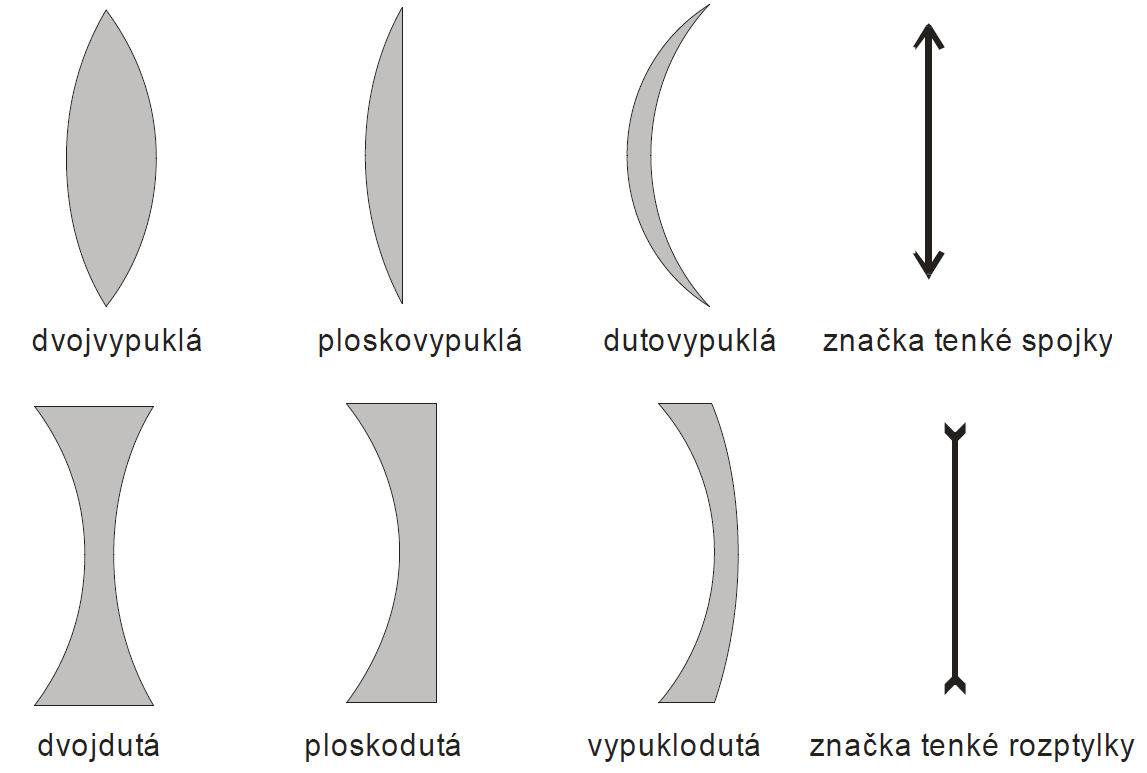 dvojvypuklá
ploskovypuklá
dutovypuklá
značka tenké spojky
dvojdutá
ploskodutá
vypuklodutá
značka tenké rozptylky